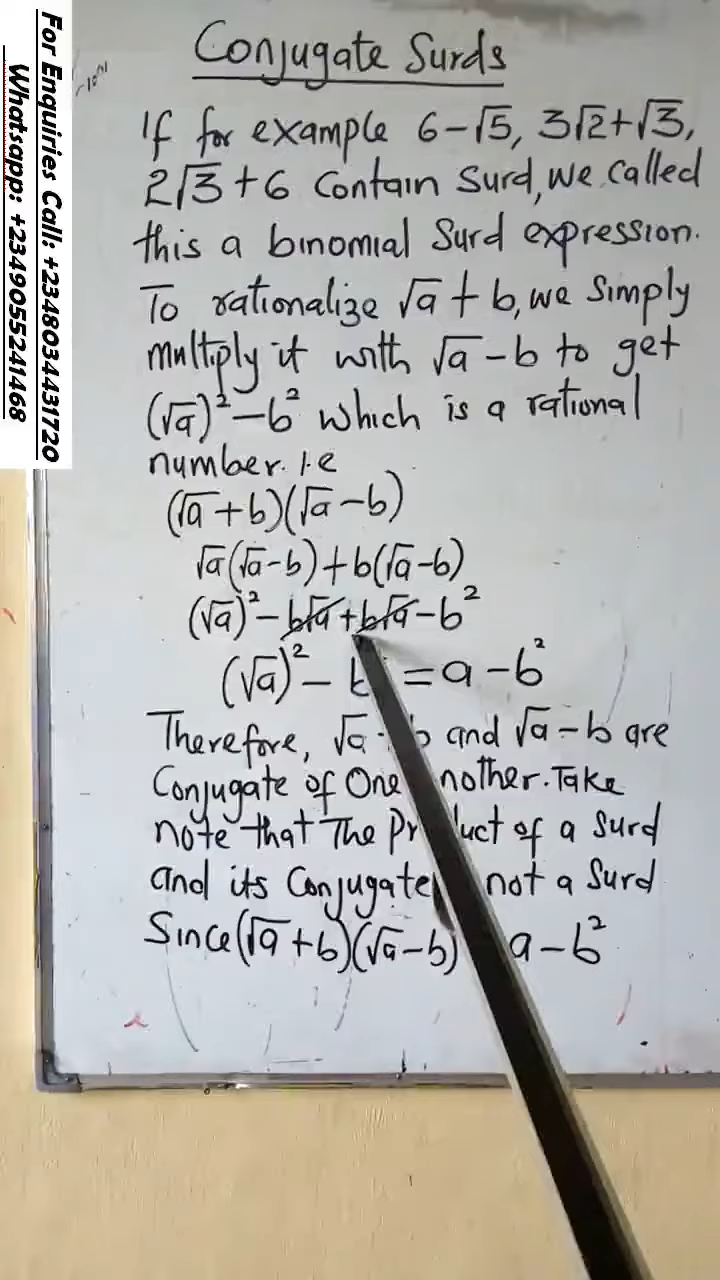 For Enquiries Call: +2348034431720
Whatsapp: +2349055241468
Conjugate Surds
If for example 6-√5, 3√2+√3,
2√3+6 Contain Surd, we called
this a binomial Surd expression.
To rationalize √a + b, we simply
multiply it with √a - b to get
(√a)² - b² which is a rational
number. i.e
(√a + b)(√a - b)
√a(√a - b) + b(√a - b)
(√a)² - b√a + b√a - b²
(√a)² - = a - b²
Therefore, √a b and √a - b are
Conjugate of One nother. Take
note that The Pr uct of a Surd
and its Conjugate not a Surd
Since (√a + b)(√a - b) a - b²